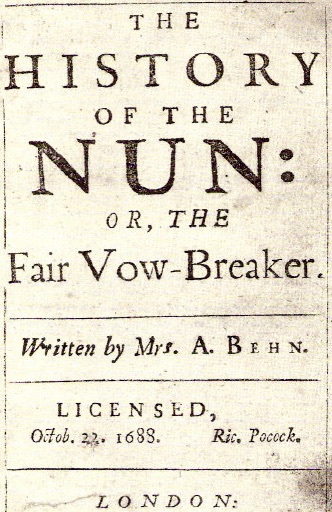 THE
HISTORY
OF THE
NUN:
OR, THE
Fair Vow-Breaker.
Written by Mrs. A. BEHN.
LICENSED,
Octob. 22. 1688. Ric. Pocock.
LONDON: